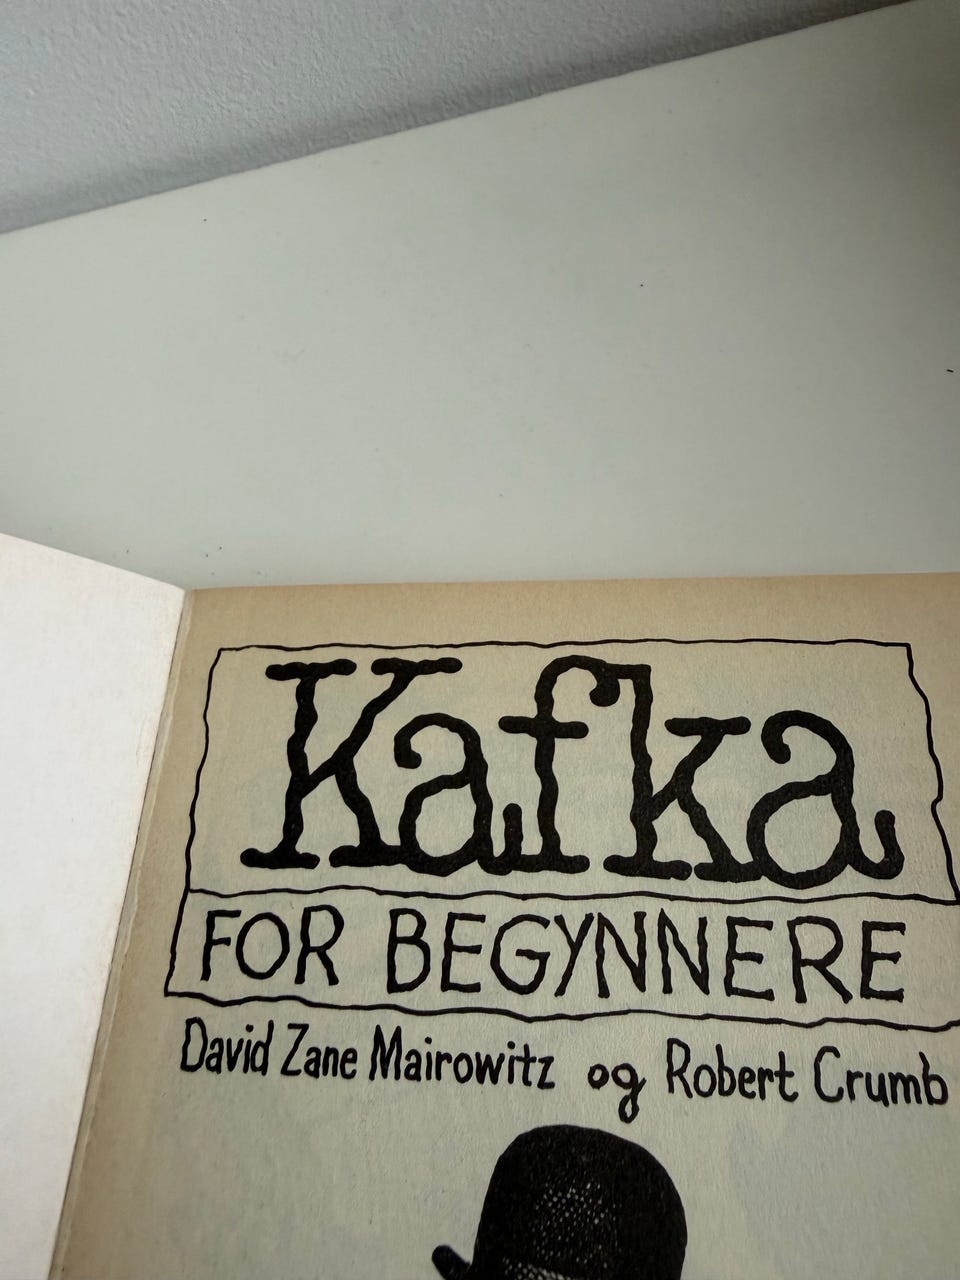 Kafka
FOR BEGYNNERE
David Zane Mairowitz og Robert Crumb